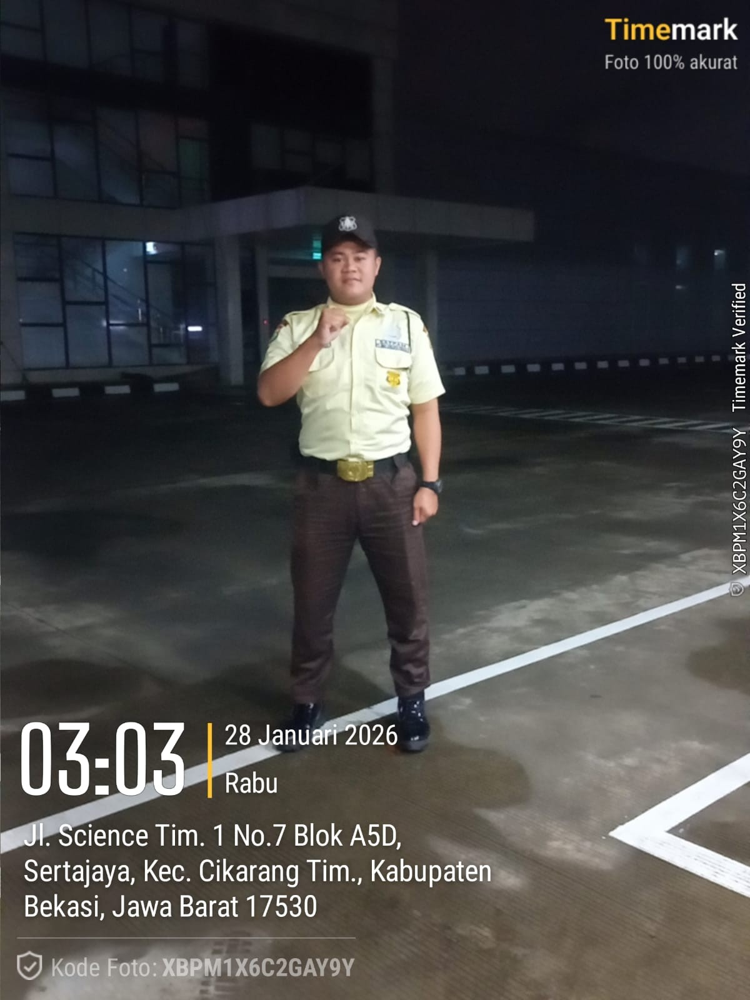 Timemark
Foto 100% akurat
XBPM1X6C2GAY9Y Timemark Verified
03:03
28 Januari 2026
Rabu
Jl. Science Tim. 1 No.7 Blok A5D,
Sertajaya, Kec. Cikarang Tim., Kabupaten
Bekasi, Jawa Barat 17530
Kode Foto: XBPM1X6C2GAY9Y